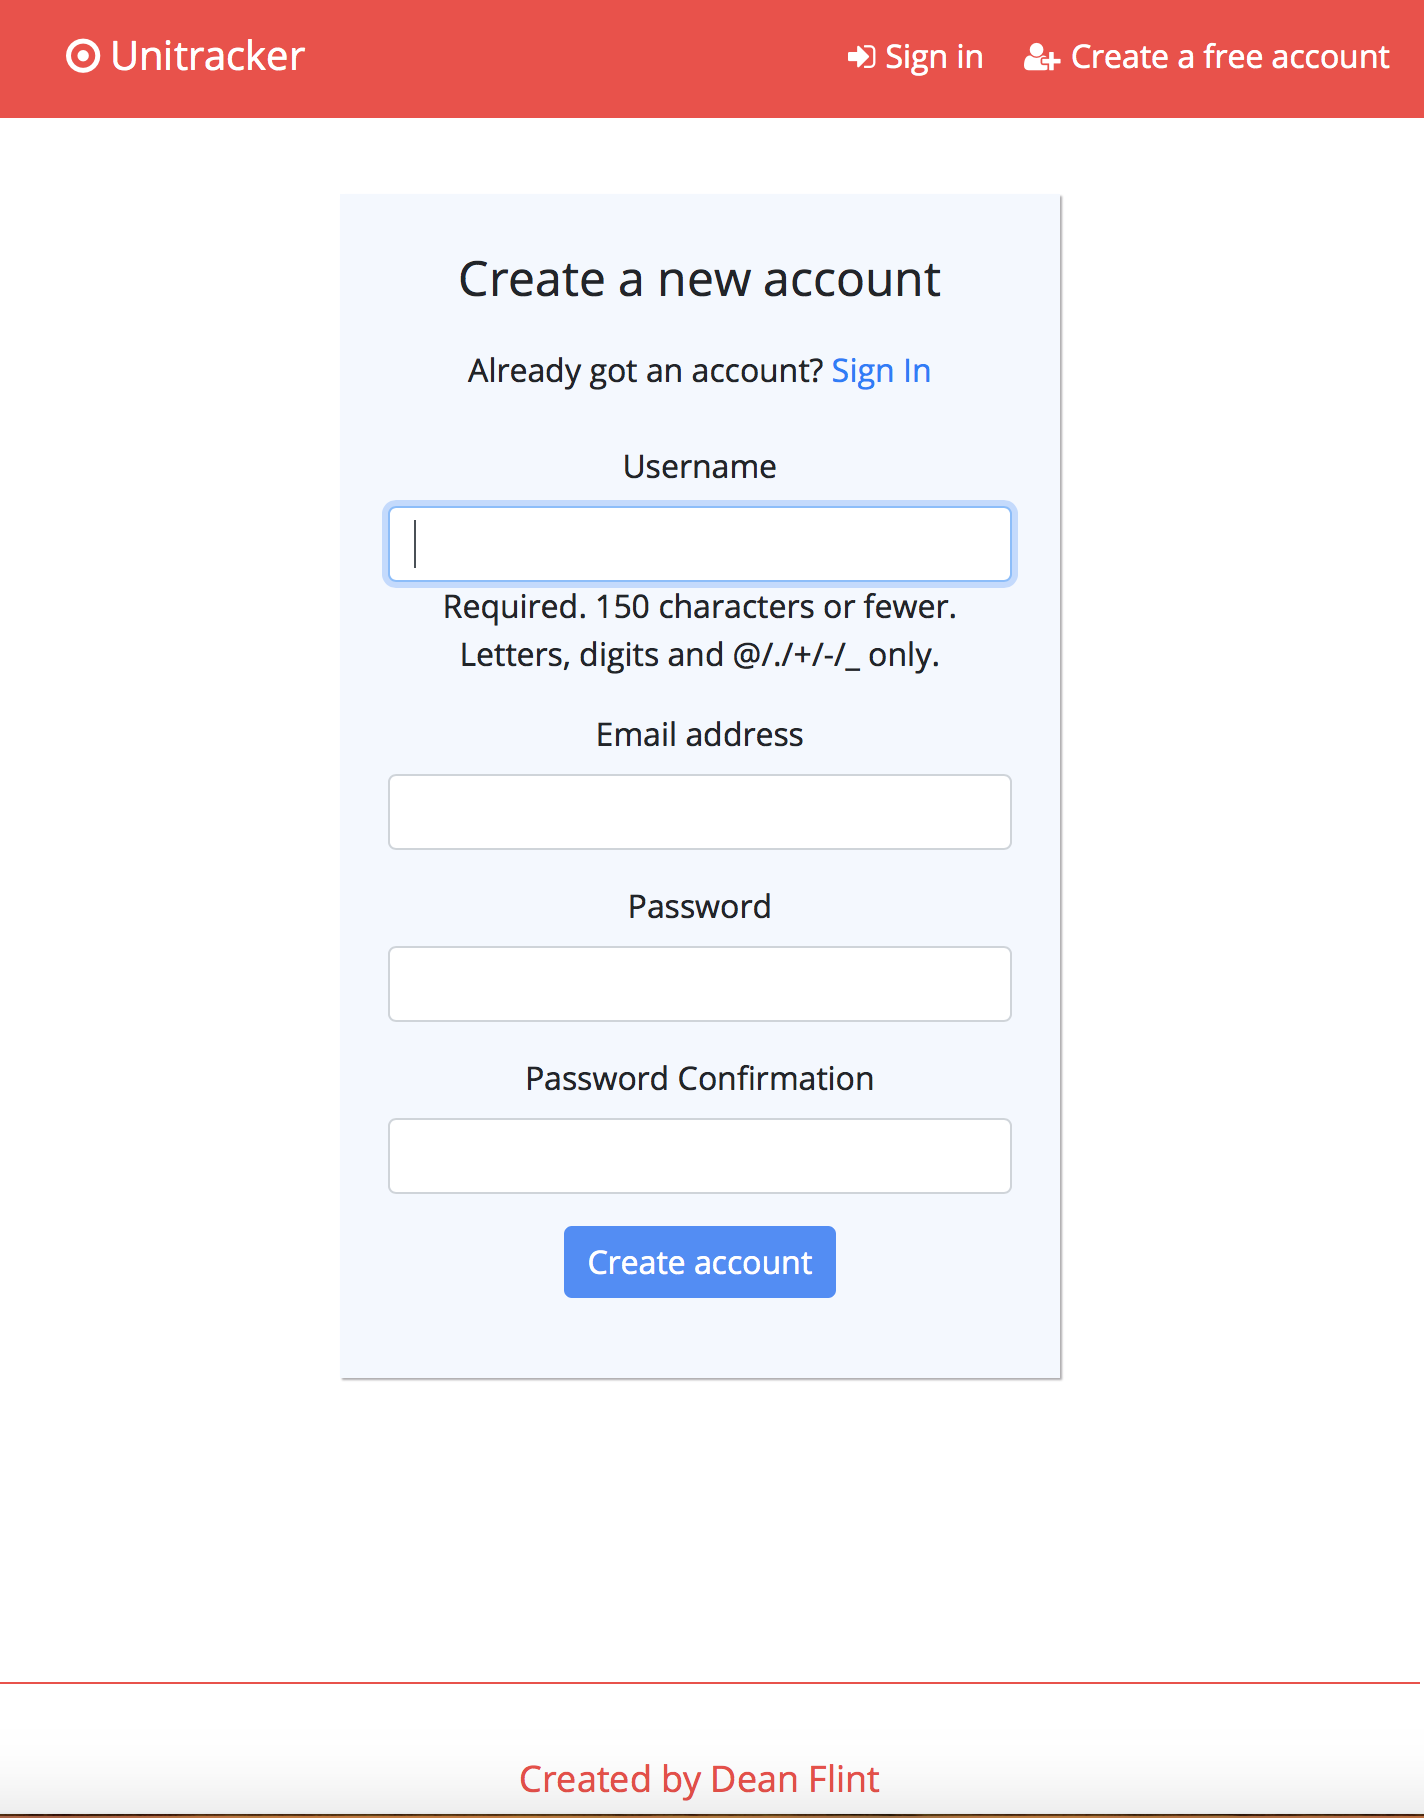 Unitracker
Sign in
Create a free account
Create a new account
Already got an account? Sign In
Username
Required. 150 characters or fewer.
Letters, digits and @/./+/-/_ only.
Email address
Password
Password Confirmation
Create account
Created by Dean Flint